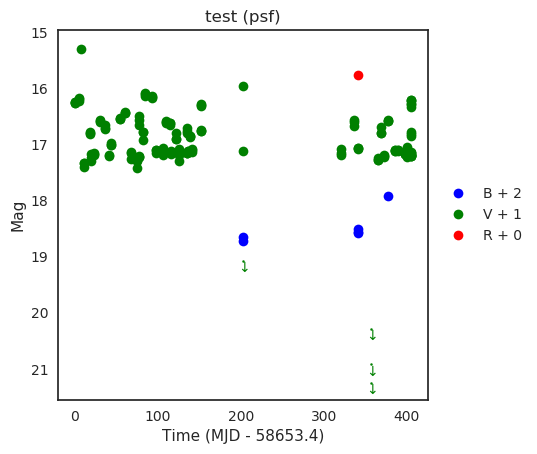 test (psf)
15
16
17
18
19
20
21
Mag
0
100
200
300
400
Time (MJD - 58653.4)
B + 2
V + 1
R + 0